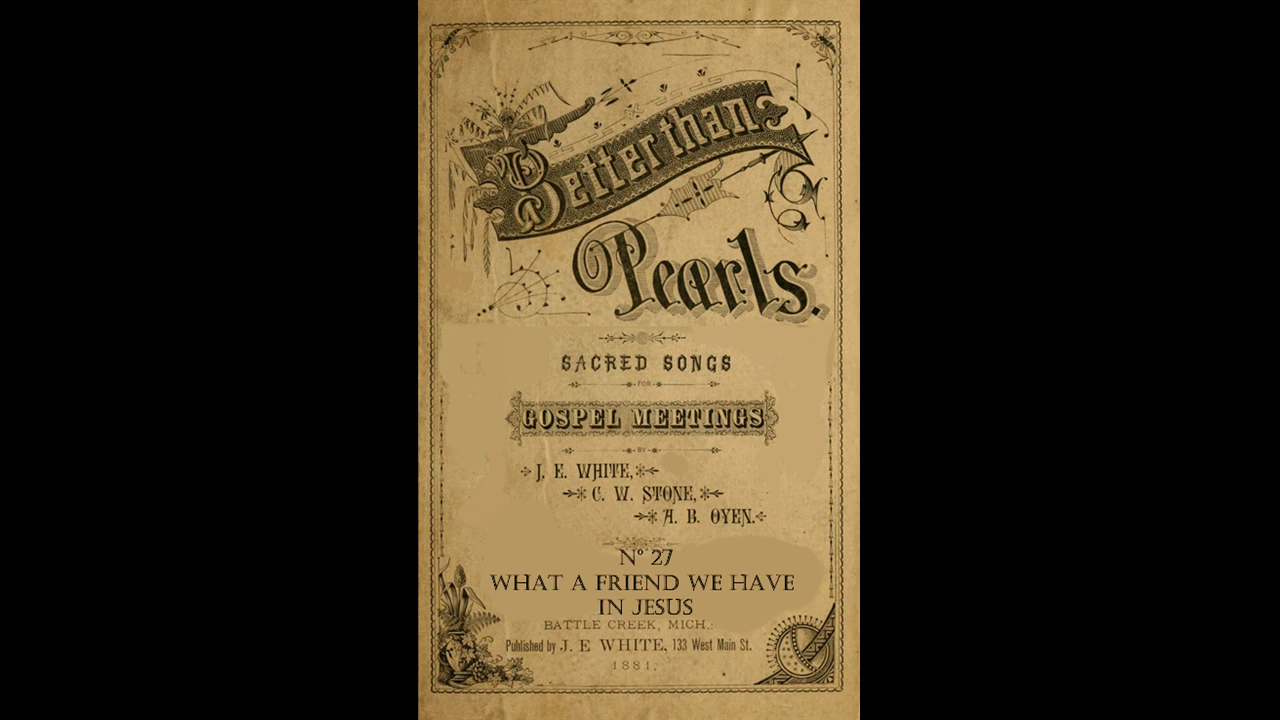 Better than
Pearls.
SACRED SONGS
FOR
GOSPEL MEETINGS
BY
J. E. WHITE,
C. W. STONE,
A. B. OYEN.
Nº 27
WHAT A FRIEND WE HAVE
IN JESUS
BATTLE CREEK, MICH.:
Published by J. E WHITE, 133 West Main St.
1881.